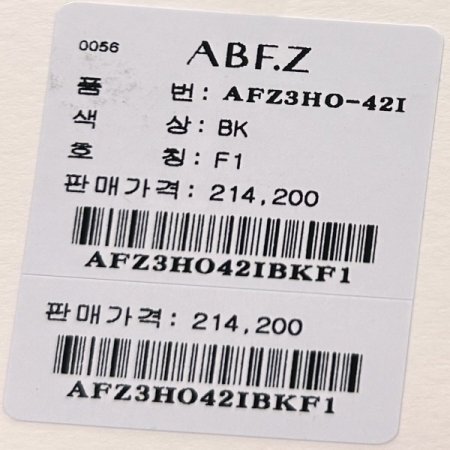 0056
ABF.Z
품 번: AFZ3HO-42I
색 상: BK
호 칭: F1
판매가격: 214,200
AFZ3HO42IBKF1
판매가격: 214,200
AFZ3HO42IBKF1